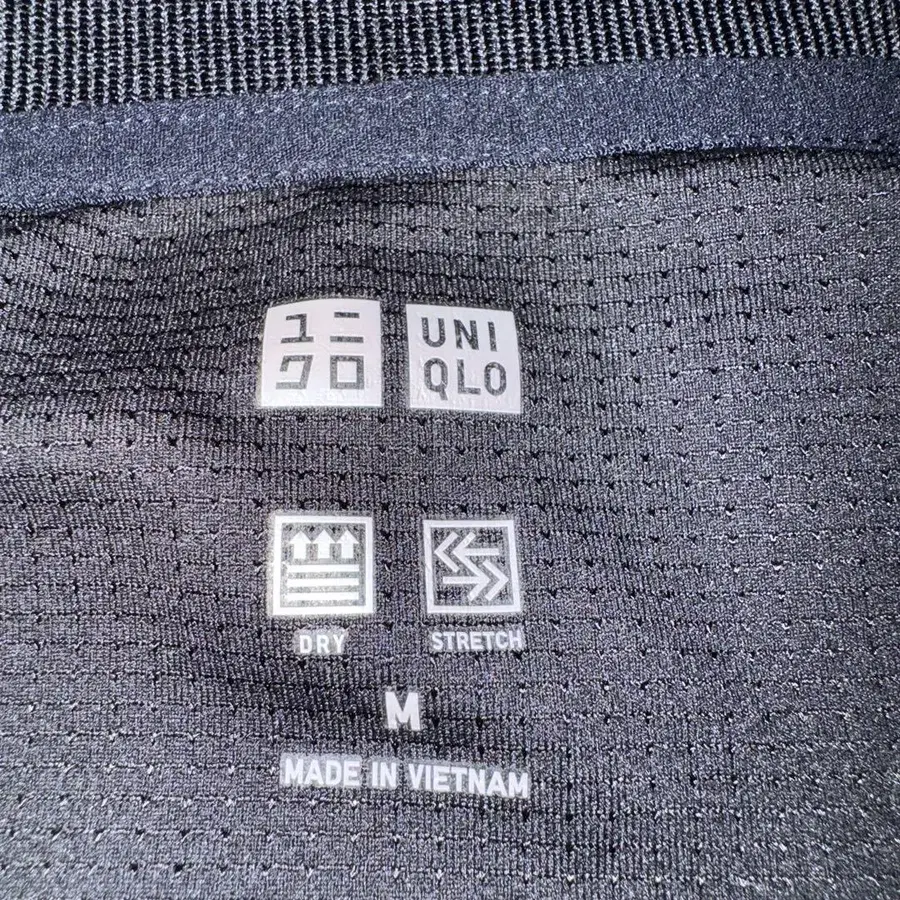 ユニ
クロ
UNI
QLO
DRY
STRETCH
M
MADE IN VIETNAM